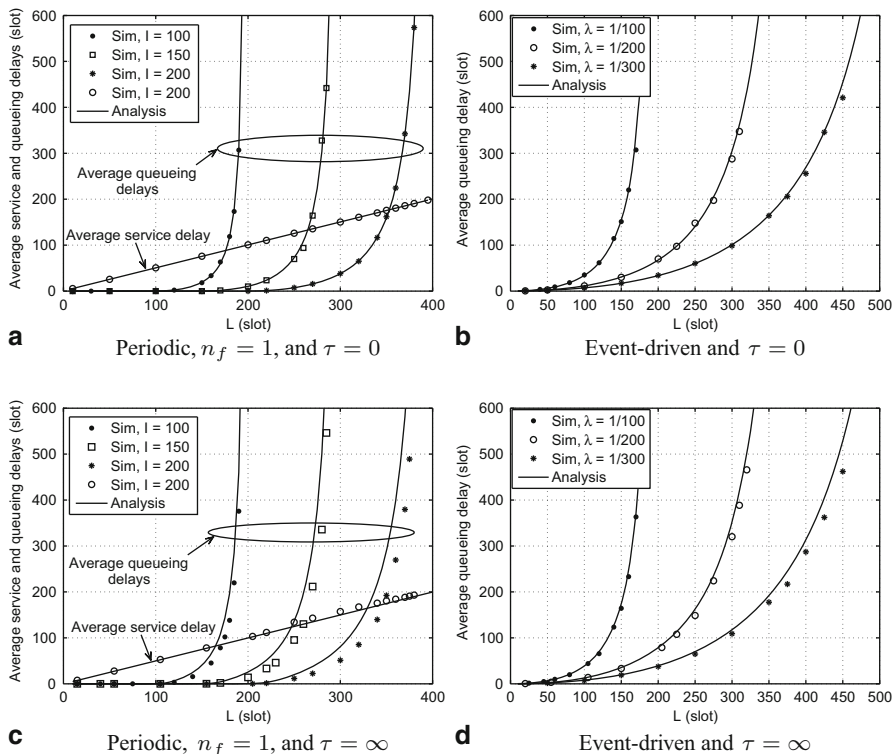 Average service and queueing delays (slot)
600
500
400
300
200
100
0
Sim, I = 100
Sim, I = 150
Sim, I = 200
Sim, I = 200
Analysis
Average queueing
delays
Average service delay
0 100 200 300 400
L (slot)
a
Periodic, n_f = 1, and τ = 0
Average queueing delay (slot)
600
500
400
300
200
100
0
Sim, λ = 1/100
Sim, λ = 1/200
Sim, λ = 1/300
Analysis
0 50 100 150 200 250 300 350 400 450 500
L (slot)
b
Event-driven and τ = 0
Average service and queueing delays (slot)
600
500
400
300
200
100
0
Sim, I = 100
Sim, I = 150
Sim, I = 200
Sim, I = 200
Analysis
Average queueing
delays
Average service delay
0 100 200 300 400
L (slot)
c
Periodic, n_f = 1, and τ = ∞
Average queueing delay (slot)
600
500
400
300
200
100
0
Sim, λ = 1/100
Sim, λ = 1/200
Sim, λ = 1/300
Analysis
0 50 100 150 200 250 300 350 400 450 500
L (slot)
d
Event-driven and τ = ∞